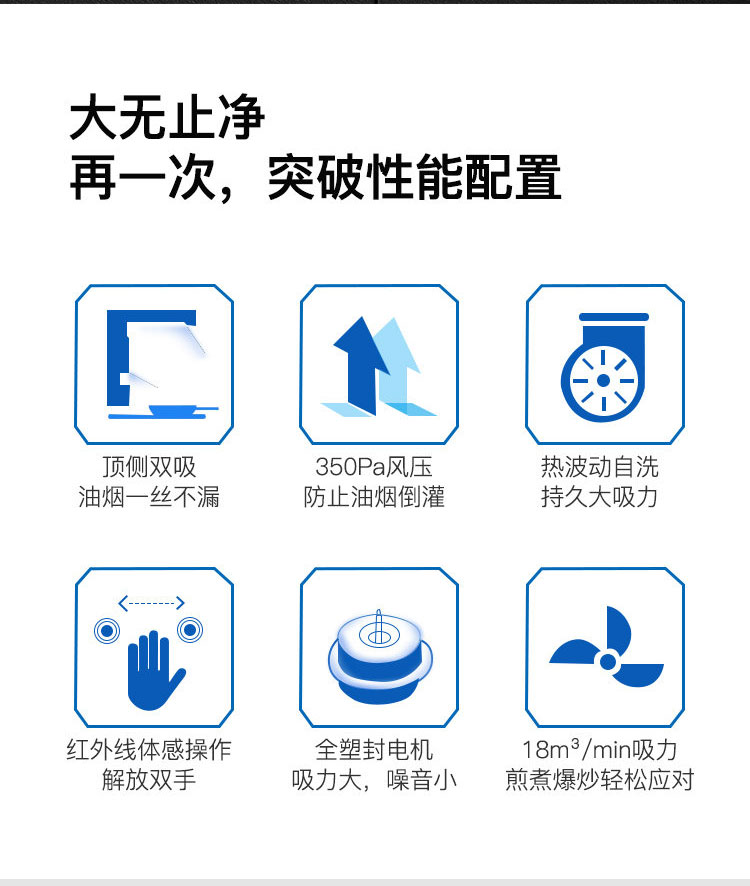 大无止净
再一次，突破性能配置
顶侧双吸
油烟一丝不漏
350Pa风压
防止油烟倒灌
热波动自洗
持久大吸力
红外线体感操作
解放双手
全塑封电机
吸力大，噪音小
18m³/min吸力
煎煮爆炒轻松应对